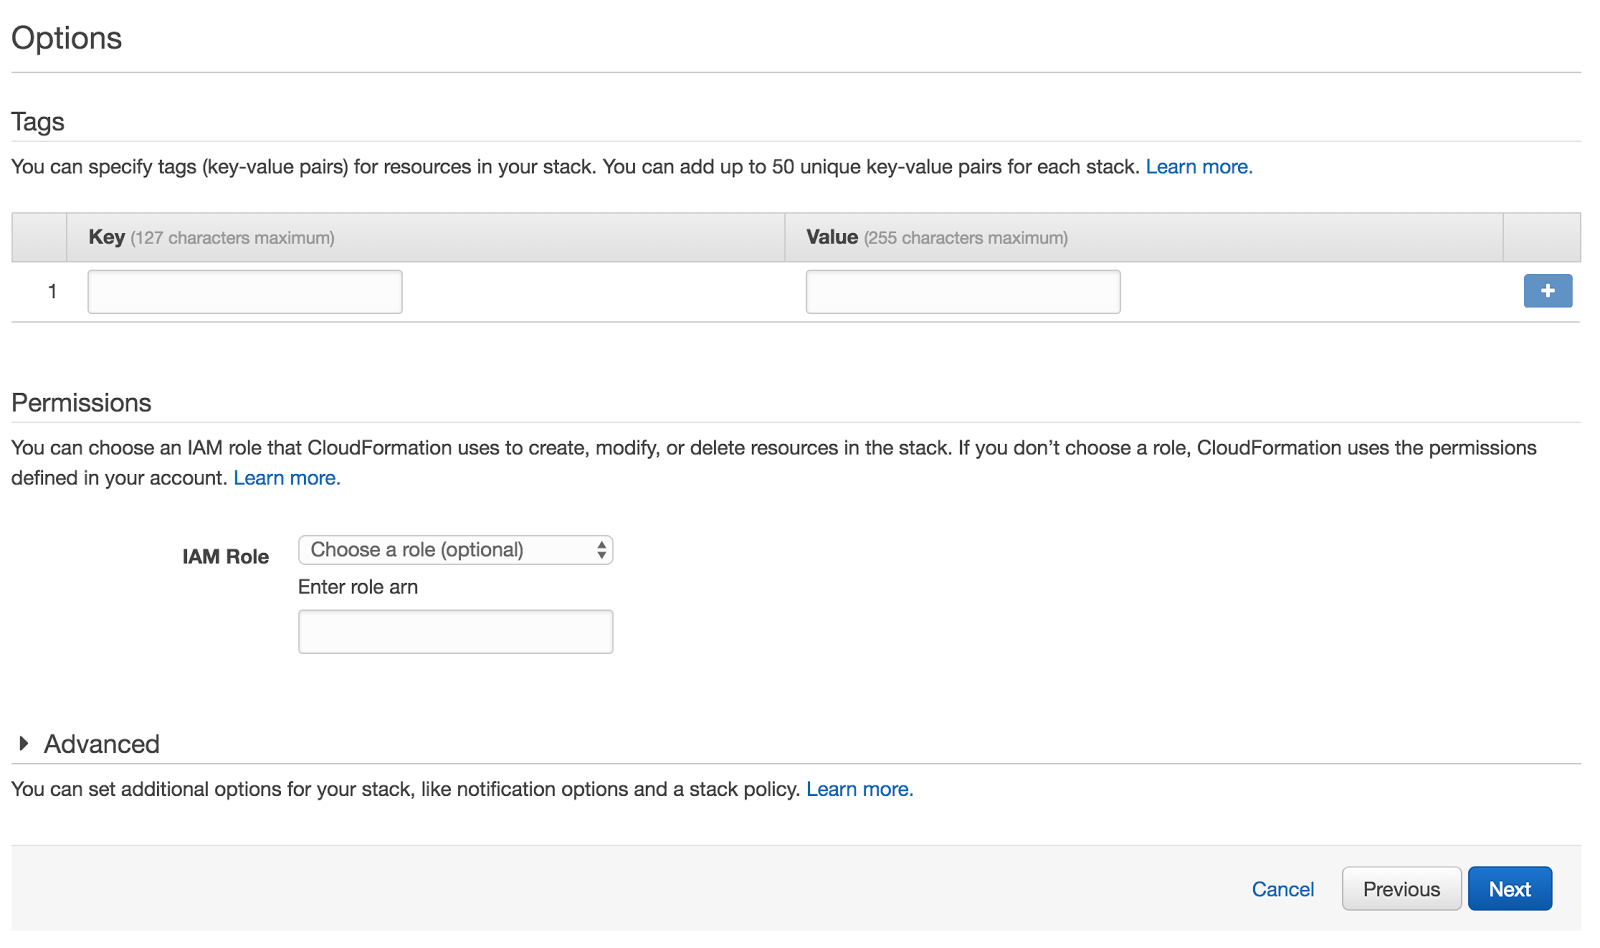 Options
Tags
You can specify tags (key-value pairs) for resources in your stack. You can add up to 50 unique key-value pairs for each stack. Learn more.
Key (127 characters maximum) Value (255 characters maximum)
1 +
Permissions
You can choose an IAM role that CloudFormation uses to create, modify, or delete resources in the stack. If you don’t choose a role, CloudFormation uses the permissions
defined in your account. Learn more.
IAM Role Choose a role (optional)
Enter role arn
Advanced
You can set additional options for your stack, like notification options and a stack policy. Learn more.
Cancel Previous Next